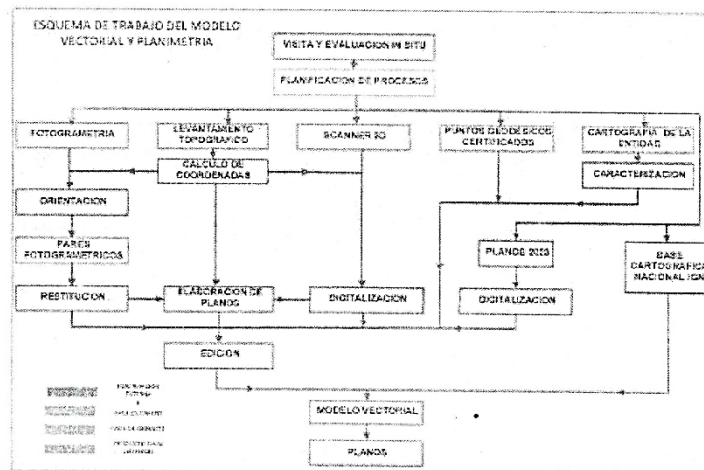 ESQUEMA DE TRABAJO DEL MODELO
VECTORIAL Y PLANIMETRIA
VISITA Y EVALUACION IN SITU
PLANIFICACION DE PROCESOS
FOTOGRAMETRIA
LEVANTAMIENTO
TOPOGRAFICO
SCANNER 3D
PUNTOS GEODÉSICOS
CERTIFICADOS
CARTOGRAFIA DE LA
ENTIDAD
CALCULO DE
COORDENADAS
CARACTERIZACION
ORIENTACION
PARES
FOTOGRAMETRICOS
PLANOS 2023
BASE
CARTOGRAFICA
NACIONAL IGN
RESTITUCION
ELABORACION DE
PLANOS
DIGITALIZACION
DIGITALIZACION
EDICION
MODELO VECTORIAL
PLANOS